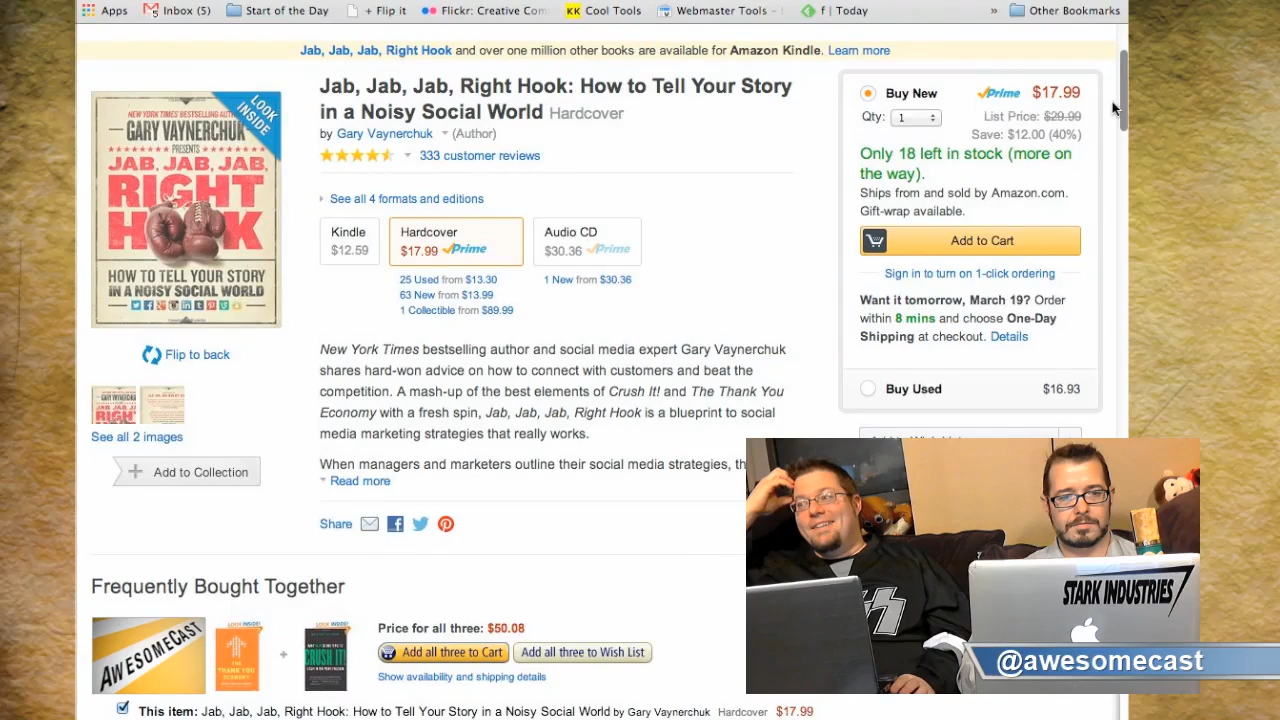 Apps
Inbox (5)
Start of the Day
+ Flip it
Flickr: Creative Com
KK Cool Tools
Webmaster Tools -
f | Today
»
Other Bookmarks
Jab, Jab, Jab, Right Hook and over one million other books are available for Amazon Kindle. Learn more
LOOK INSIDE
NEW YORK TIMES BESTSELLING AUTHOR
GARY VAYNERCHUK
PRESENTS
JAB, JAB, JAB,
RIGHT
HOOK
HOW TO TELL YOUR STORY
IN A NOISY SOCIAL WORLD
Flip to back
See all 2 images
Add to Collection
Jab, Jab, Jab, Right Hook: How to Tell Your Story
in a Noisy Social World Hardcover
by Gary Vaynerchuk (Author)
333 customer reviews
See all 4 formats and editions
Kindle
$12.59
Hardcover
$17.99 Prime
Audio CD
$30.36 Prime
25 Used from $13.30
63 New from $13.99
1 Collectible from $89.99
1 New from $30.36
New York Times bestselling author and social media expert Gary Vaynerchuk
shares hard-won advice on how to connect with customers and beat the
competition. A mash-up of the best elements of Crush It! and The Thank You
Economy with a fresh spin, Jab, Jab, Jab, Right Hook is a blueprint to social
media marketing strategies that really works.
When managers and marketers outline their social media strategies, th
Read more
Share
Buy New
Prime $17.99
Qty: 1
List Price: $29.99
Save: $12.00 (40%)
Only 18 left in stock (more on
the way).
Ships from and sold by Amazon.com.
Gift-wrap available.
Add to Cart
Sign in to turn on 1-click ordering
Want it tomorrow, March 19? Order
within 8 mins and choose One-Day
Shipping at checkout. Details
Buy Used
$16.93
Frequently Bought Together
AWESOMECAST
LOOK INSIDE!
THE
THANK YOU
ECONOMY
+
CRUSH IT!
Price for all three: $50.08
Add all three to Cart
Add all three to Wish List
Show availability and shipping details
This item: Jab, Jab, Jab, Right Hook: How to Tell Your Story in a Noisy Social World by Gary Vaynerchuk Hardcover $17.99
STARK INDUSTRIES
@awesomecast